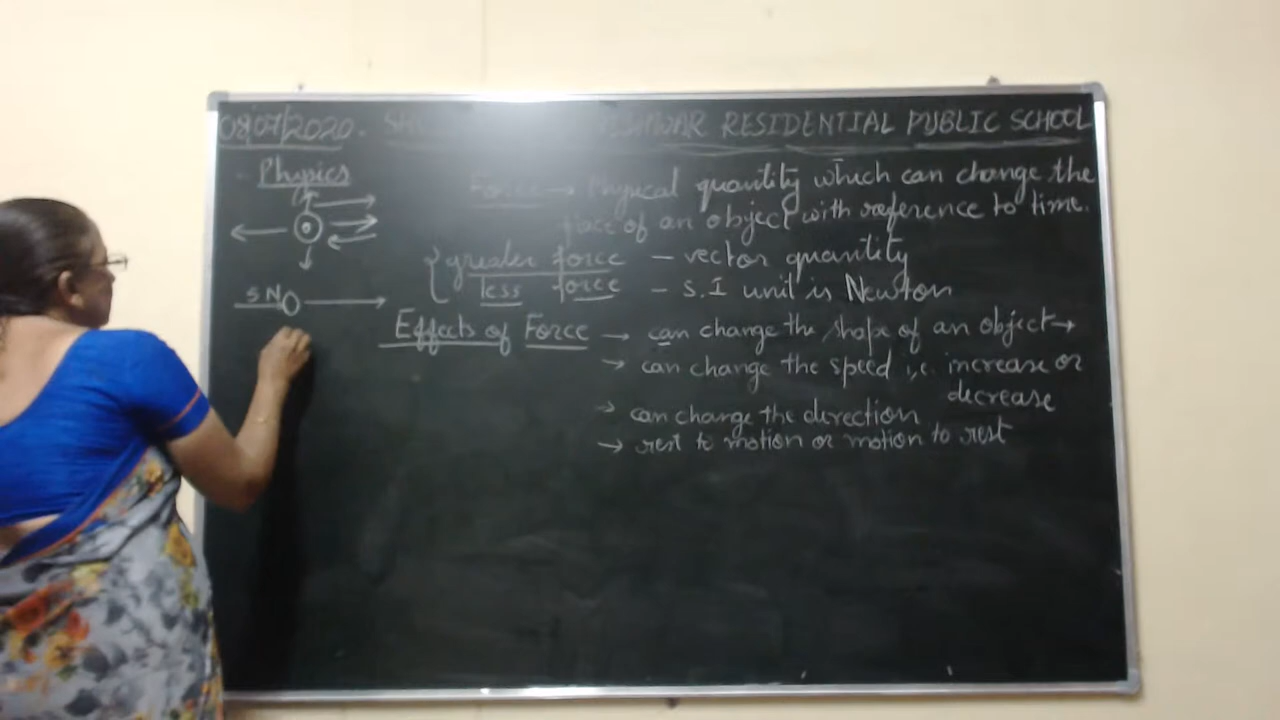 08/07/2020. RESIDENTIAL PUBLIC SCHOOL
Physics
Force → Physical quantity which can change the
of an object with reference to time.
greater force — vector quantity
less force — S.I unit is Newton
5 N
Effects of Force → can change the shape of an object →
→ can change the speed i.e. increase or
decrease
→ can change the direction
→ rest to motion or motion to rest